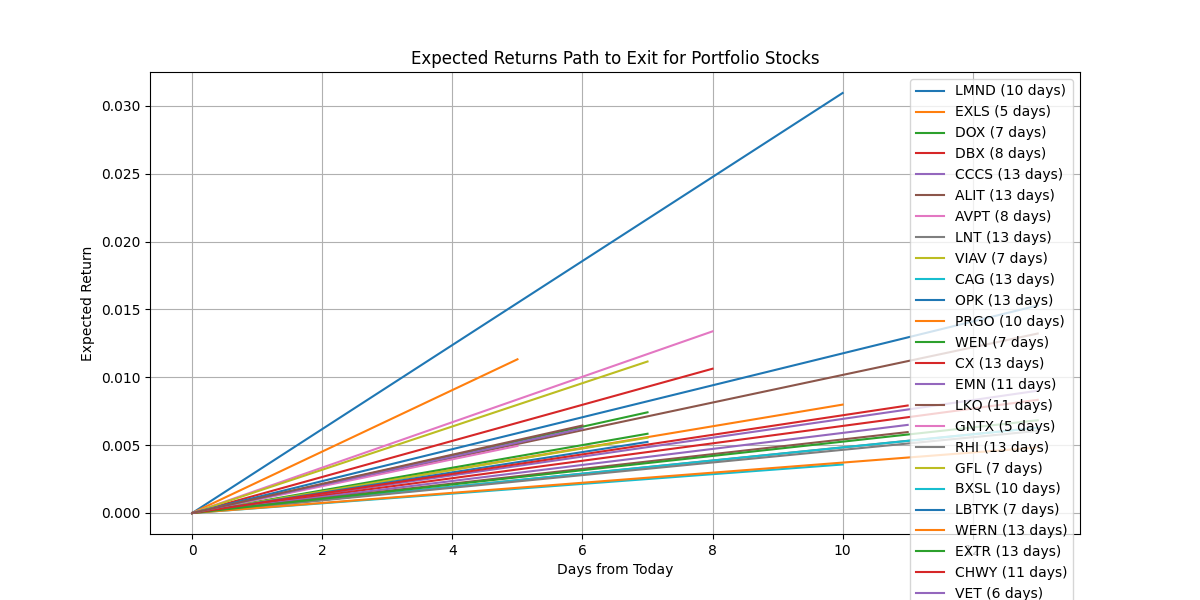 Expected Returns Path to Exit for Portfolio Stocks
Expected Return
0.030
0.025
0.020
0.015
0.010
0.005
0.000
0
2
4
6
8
10
Days from Today
LMND (10 days)
EXLS (5 days)
DOX (7 days)
DBX (8 days)
CCCS (13 days)
ALIT (13 days)
AVPT (8 days)
LNT (13 days)
VIAV (7 days)
CAG (13 days)
OPK (13 days)
PRGO (10 days)
WEN (7 days)
CX (13 days)
EMN (11 days)
LKQ (11 days)
GNTX (5 days)
RHI (13 days)
GFL (7 days)
BXSL (10 days)
LBTYK (7 days)
WERN (13 days)
EXTR (13 days)
CHWY (11 days)
VET (6 days)